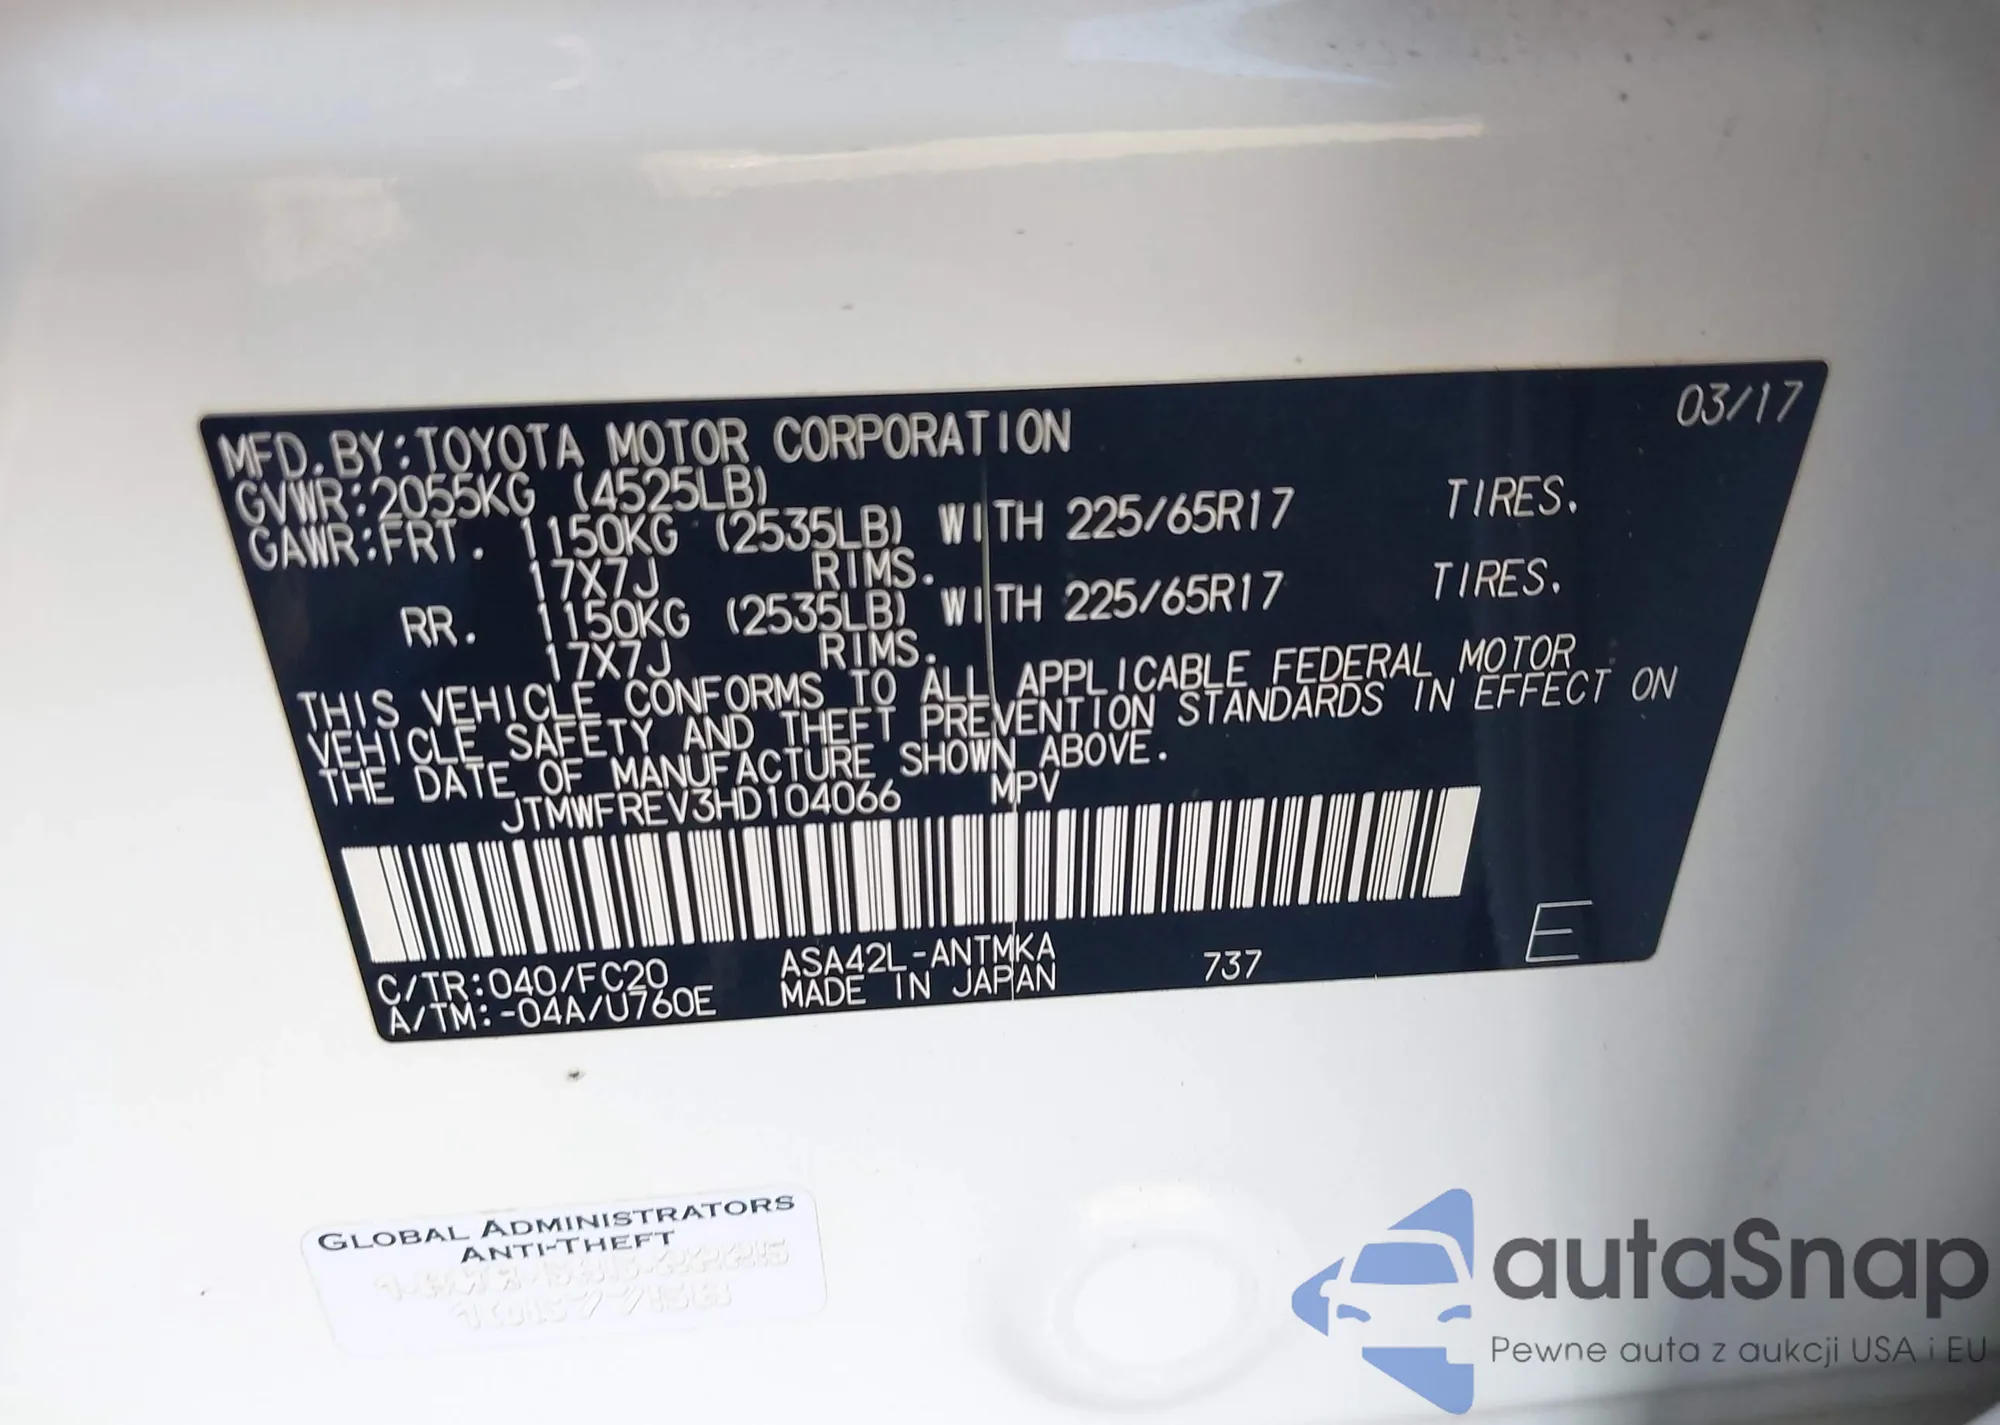 03/17
MFD. BY: TOYOTA MOTOR CORPORATION
GVWR: 2055KG (4525LB)
GAWR: FRT. 1150KG (2535LB) WITH 225/65R17 TIRES.
17X7J RIMS.
RR. 1150KG (2535LB) WITH 225/65R17 TIRES.
17X7J RIMS.
THIS VEHICLE CONFORMS TO ALL APPLICABLE FEDERAL MOTOR
VEHICLE SAFETY AND THEFT PREVENTION STANDARDS IN EFFECT ON
THE DATE OF MANUFACTURE SHOWN ABOVE.
JTMWFREV3HD104066 MPV
C/TR: 040/FC20 ASA42L-ANTMKA 737 E
A/TM: -04A/U760E MADE IN JAPAN
GLOBAL ADMINISTRATORS
ANTI-THEFT
autaSnap
Pewne auta z aukcji USA i EU